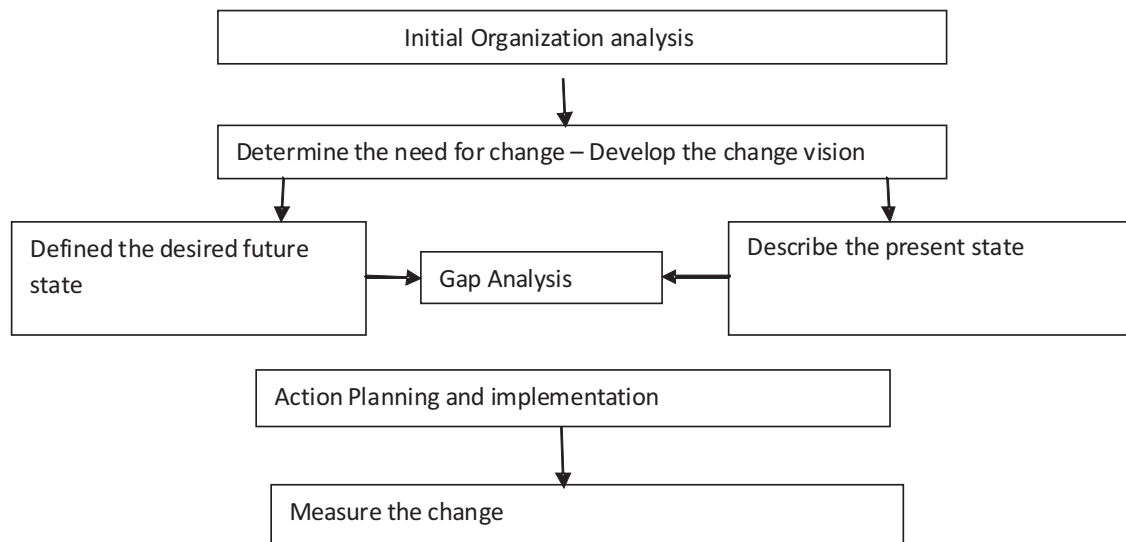 Initial Organization analysis
Determine the need for change – Develop the change vision
Defined the desired future
state
Gap Analysis
Describe the present state
Action Planning and implementation
Measure the change